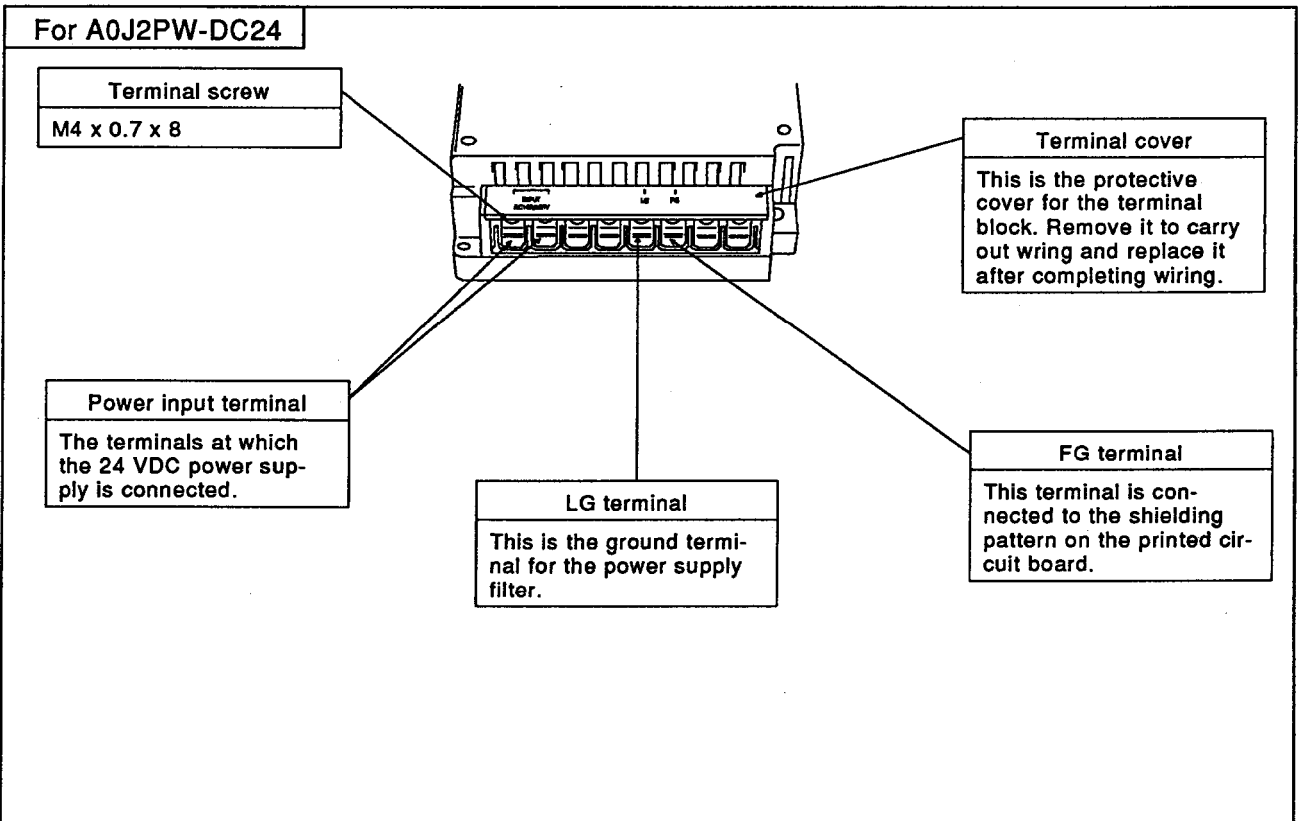 For A0J2PW-DC24
Terminal screw
M4 x 0.7 x 8
Terminal cover
This is the protective
cover for the terminal
block. Remove it to carry
out wring and replace it
after completing wiring.
INPUT
LG FG
Power input terminal
The terminals at which
the 24 VDC power sup-
ply is connected.
LG terminal
This is the ground termi-
nal for the power supply
filter.
FG terminal
This terminal is con-
nected to the shielding
pattern on the printed cir-
cuit board.